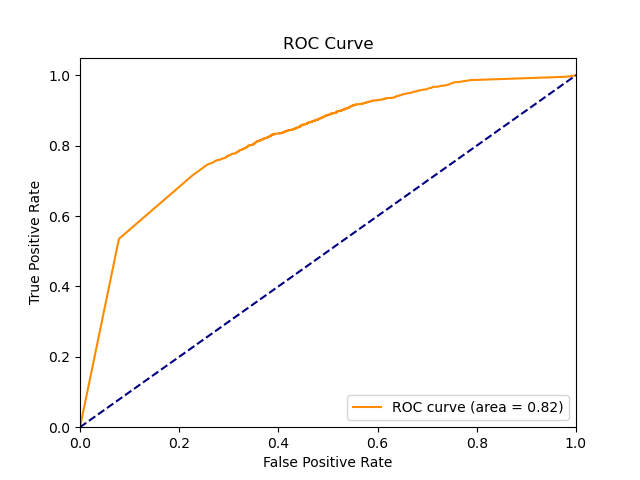 ROC Curve
1.0
0.8
0.6
0.4
0.2
0.0
True Positive Rate
0.0 0.2 0.4 0.6 0.8 1.0
False Positive Rate
ROC curve (area = 0.82)